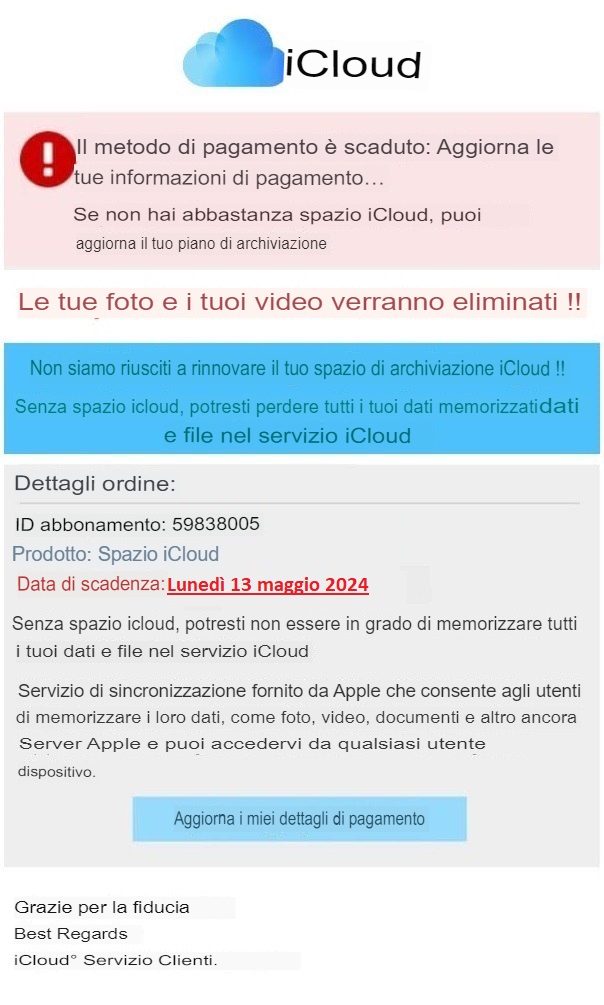 iCloud
Il metodo di pagamento è scaduto: Aggiorna le
tue informazioni di pagamento…
Se non hai abbastanza spazio iCloud, puoi
aggiorna il tuo piano di archiviazione
Le tue foto e i tuoi video verranno eliminati !!
Non siamo riusciti a rinnovare il tuo spazio di archiviazione iCloud !!
Senza spazio icloud, potresti perdere tutti i tuoi dati memorizzatidati
e file nel servizio iCloud
Dettagli ordine:
ID abbonamento: 59838005
Prodotto: Spazio iCloud
Data di scadenza: Lunedì 13 maggio 2024
Senza spazio icloud, potresti non essere in grado di memorizzare tutti
i tuoi dati e file nel servizio iCloud
Servizio di sincronizzazione fornito da Apple che consente agli utenti
di memorizzare i loro dati, come foto, video, documenti e altro ancora
Server Apple e puoi accedervi da qualsiasi utente
dispositivo.
Aggiorna i miei dettagli di pagamento
Grazie per la fiducia
Best Regards
iCloud° Servizio Clienti.